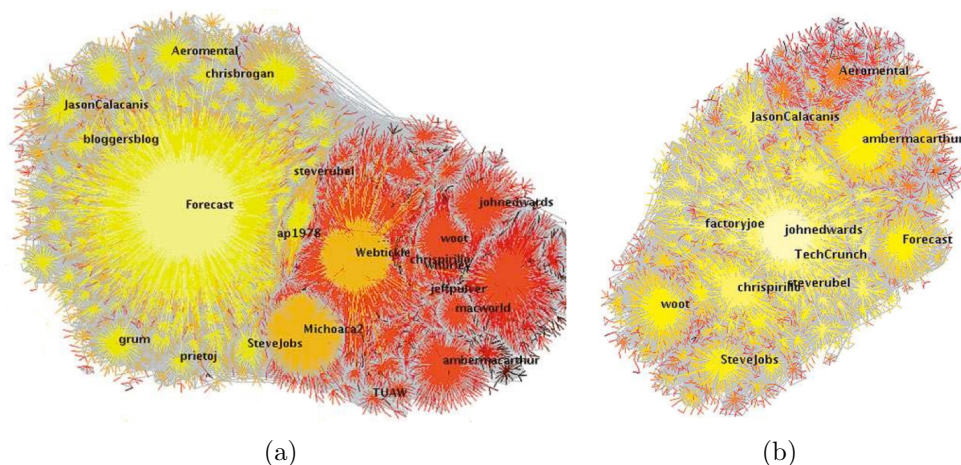 Aeromental
chrisbrogan
JasonCalacanis
bloggersblog
steverubel
Forecast
johnedwards
ap1978
woot
Webtickle
chrispirillo
jeffpulver
macworld
Michoaca2
SteveJobs
grum
prietoj
ambermacarthur
TUAW
(a)
Aeromental
JasonCalacanis
ambermacarthur
factoryjoe
johnedwards
Forecast
TechCrunch
steverubel
chrispirillo
woot
SteveJobs
(b)